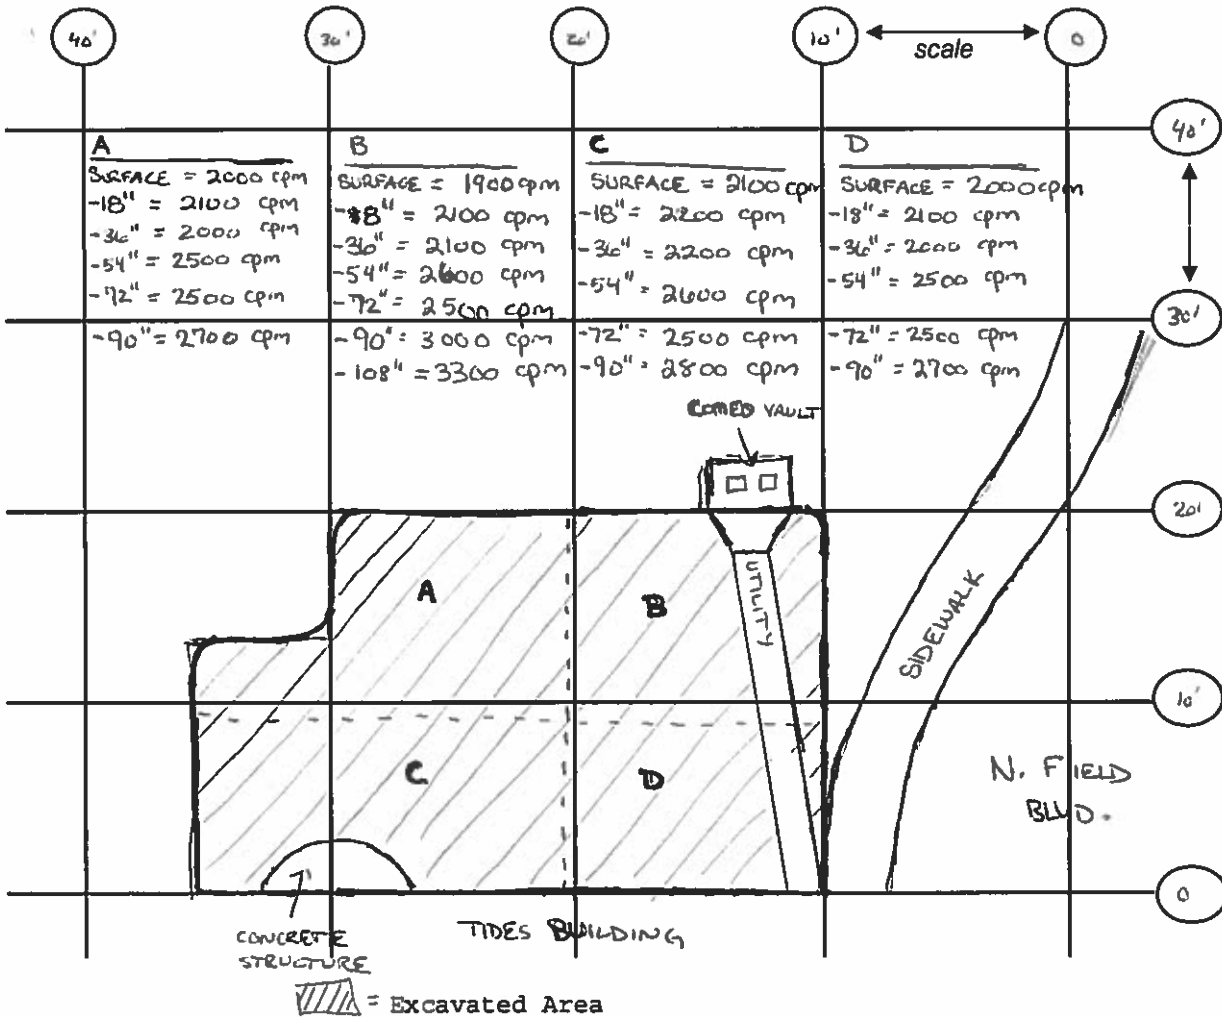 40' 30' 20' 10' scale 0
40'
A
SURFACE = 2000 cpm
-18" = 2100 cpm
-36" = 2000 cpm
-54" = 2500 cpm
-72" = 2500 cpm
-90" = 2700 cpm
B
SURFACE = 1900 cpm
-18" = 2100 cpm
-36" = 2100 cpm
-54" = 2600 cpm
-72" = 2500 cpm
-90" = 3000 cpm
-108" = 3300 cpm
C
SURFACE = 2100 cpm
-18" = 2200 cpm
-36" = 2200 cpm
-54" = 2600 cpm
-72" = 2500 cpm
-90" = 2800 cpm
D
SURFACE = 2000 cpm
-18" = 2100 cpm
-36" = 2000 cpm
-54" = 2500 cpm
-72" = 2500 cpm
-90" = 2700 cpm
30'
COMED VAULT
20'
A
B
UTILITY
SIDEWALK
10'
C
D
N. FIELD
BLVD.
0
TIDES BUILDING
CONCRETE
STRUCTURE
= Excavated Area